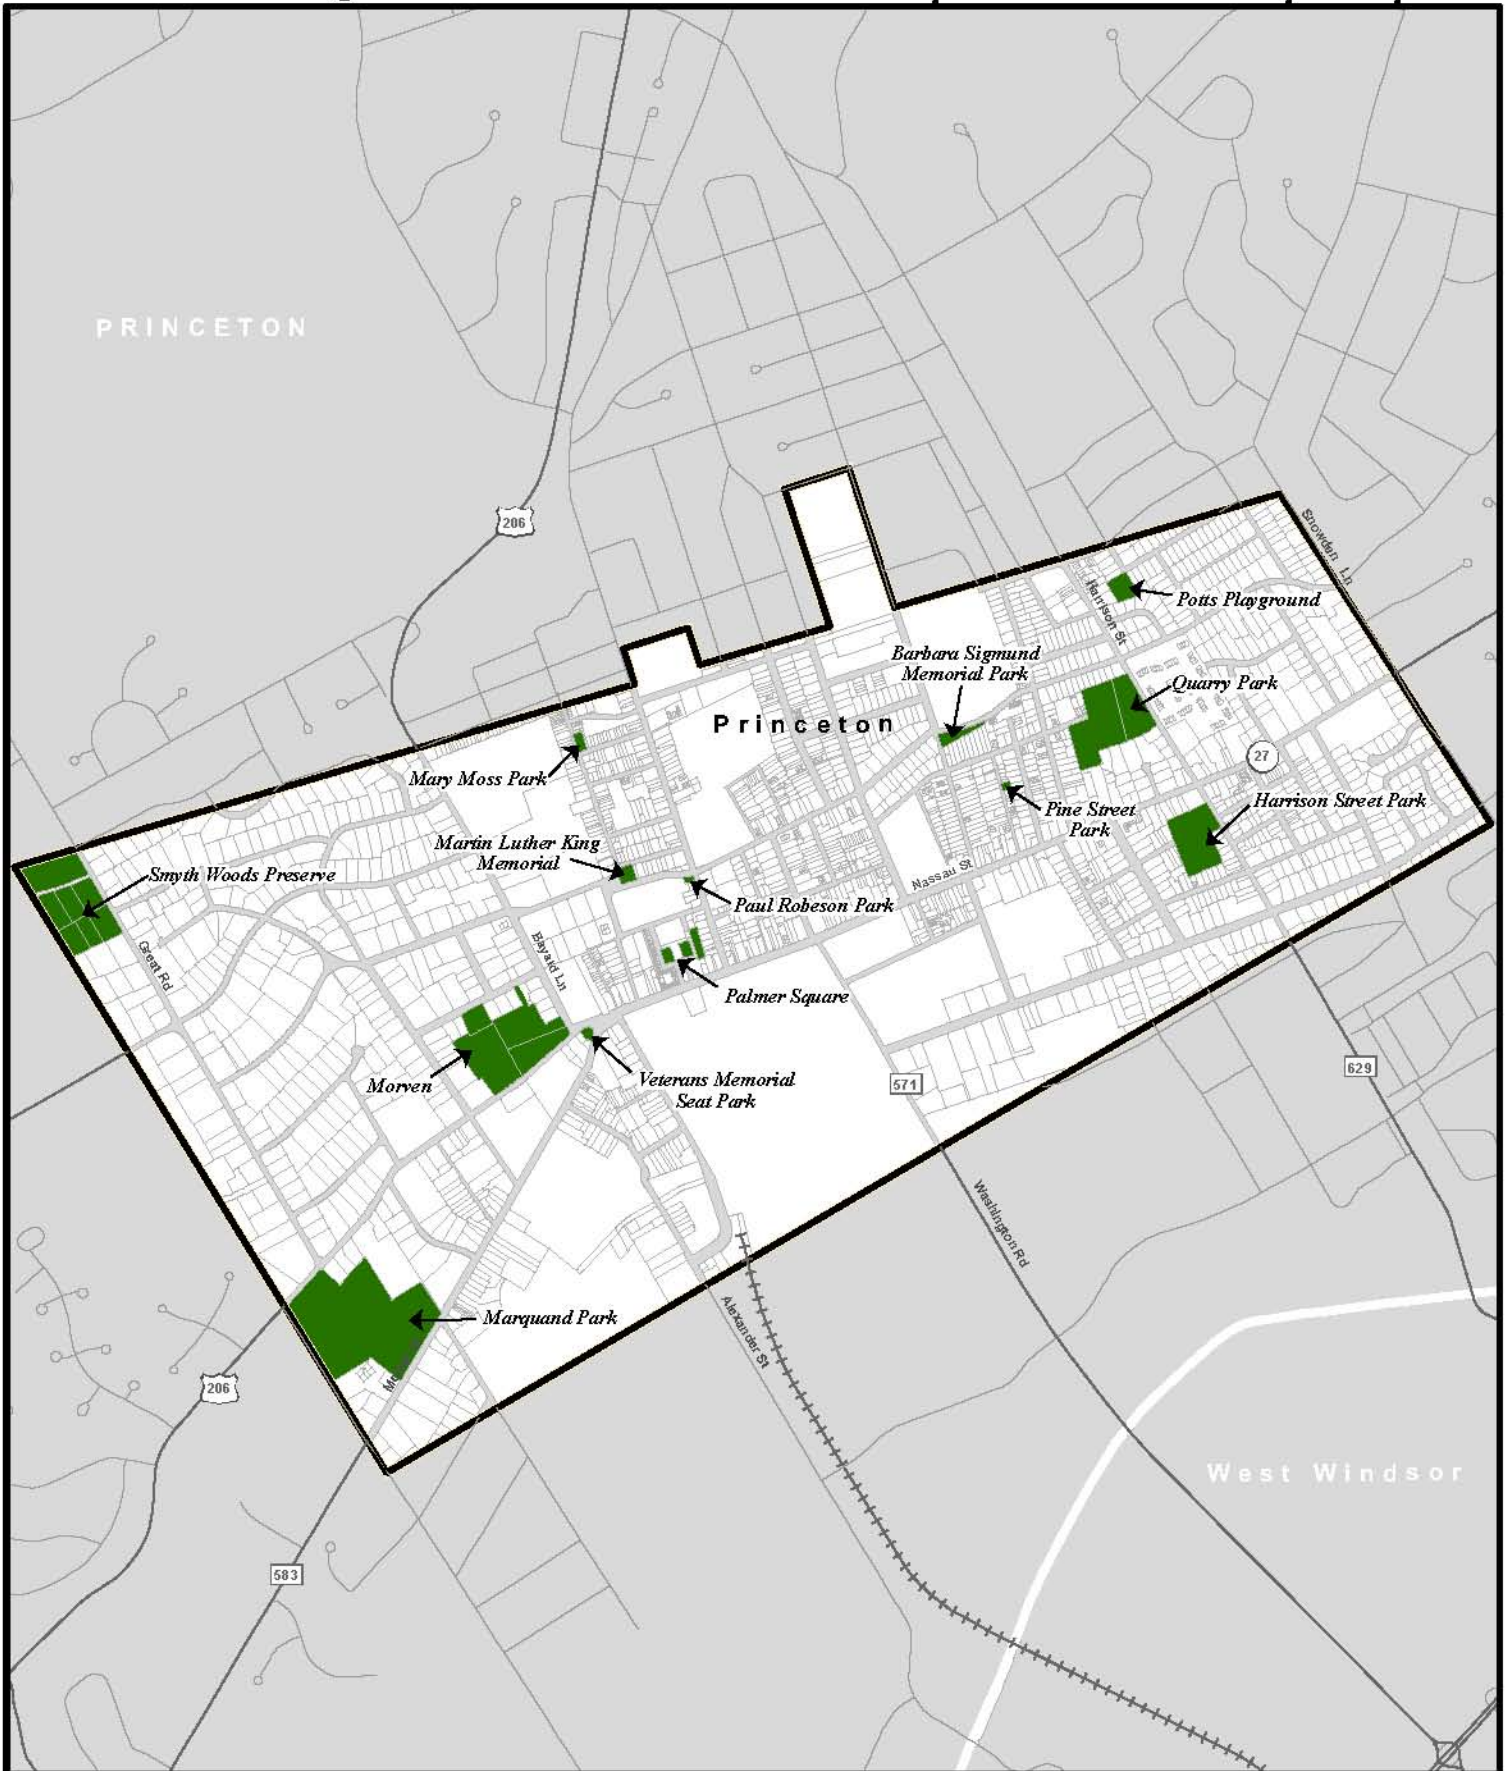 PRINCETON
206
Snowden Ln
Harrison St
Potts Playground
Barbara Sigmund
Memorial Park
Quarry Park
Princeton
Mary Moss Park
27
Harrison Street Park
Pine Street
Park
Martin Luther King
Memorial
Smyth Woods Preserve
Nassau St
Paul Robeson Park
Great Rd
Bayard Ln
Palmer Square
Morven
Veterans Memorial
Seat Park
571
629
Washington Rd
Marquand Park
Alexander St
206
West Windsor
583